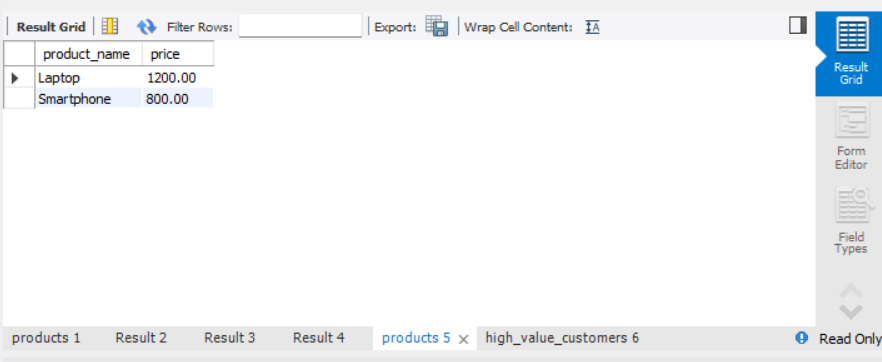 Result Grid Filter Rows: Export: Wrap Cell Content: IA
product_name price
Laptop 1200.00
Smartphone 800.00
Result
Grid
Form
Editor
Field
Types
products 1 Result 2 Result 3 Result 4 products 5 × high_value_customers 6 Read Only